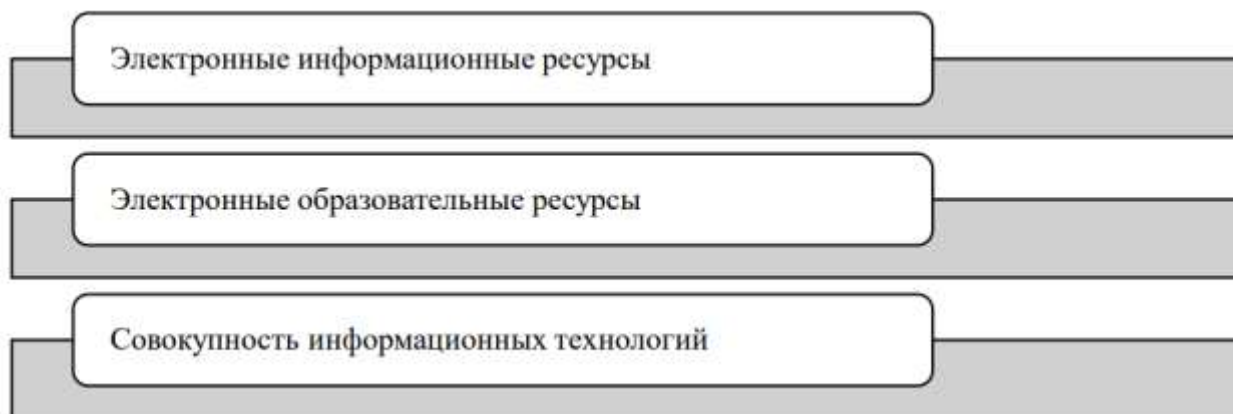 Электронные информационные ресурсы
Электронные образовательные ресурсы
Совокупность информационных технологий